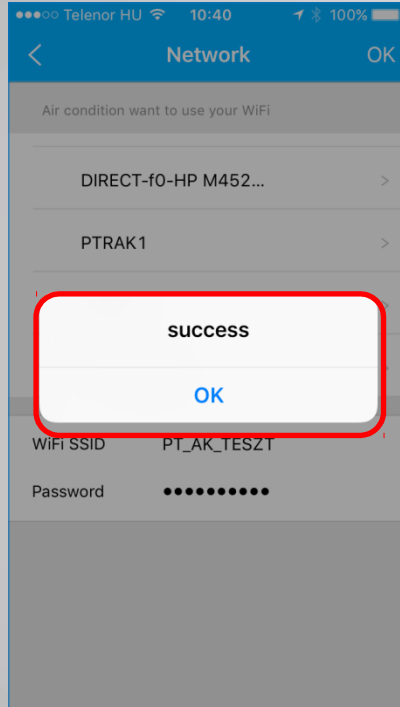 ●●●○○ Telenor HU 10:40 100%
Network OK
Air condition want to use your WiFi
DIRECT-f0-HP M452...
PTRAK1
success
OK
WiFi SSID PT_AK_TESZT
Password ●●●●●●●●●●